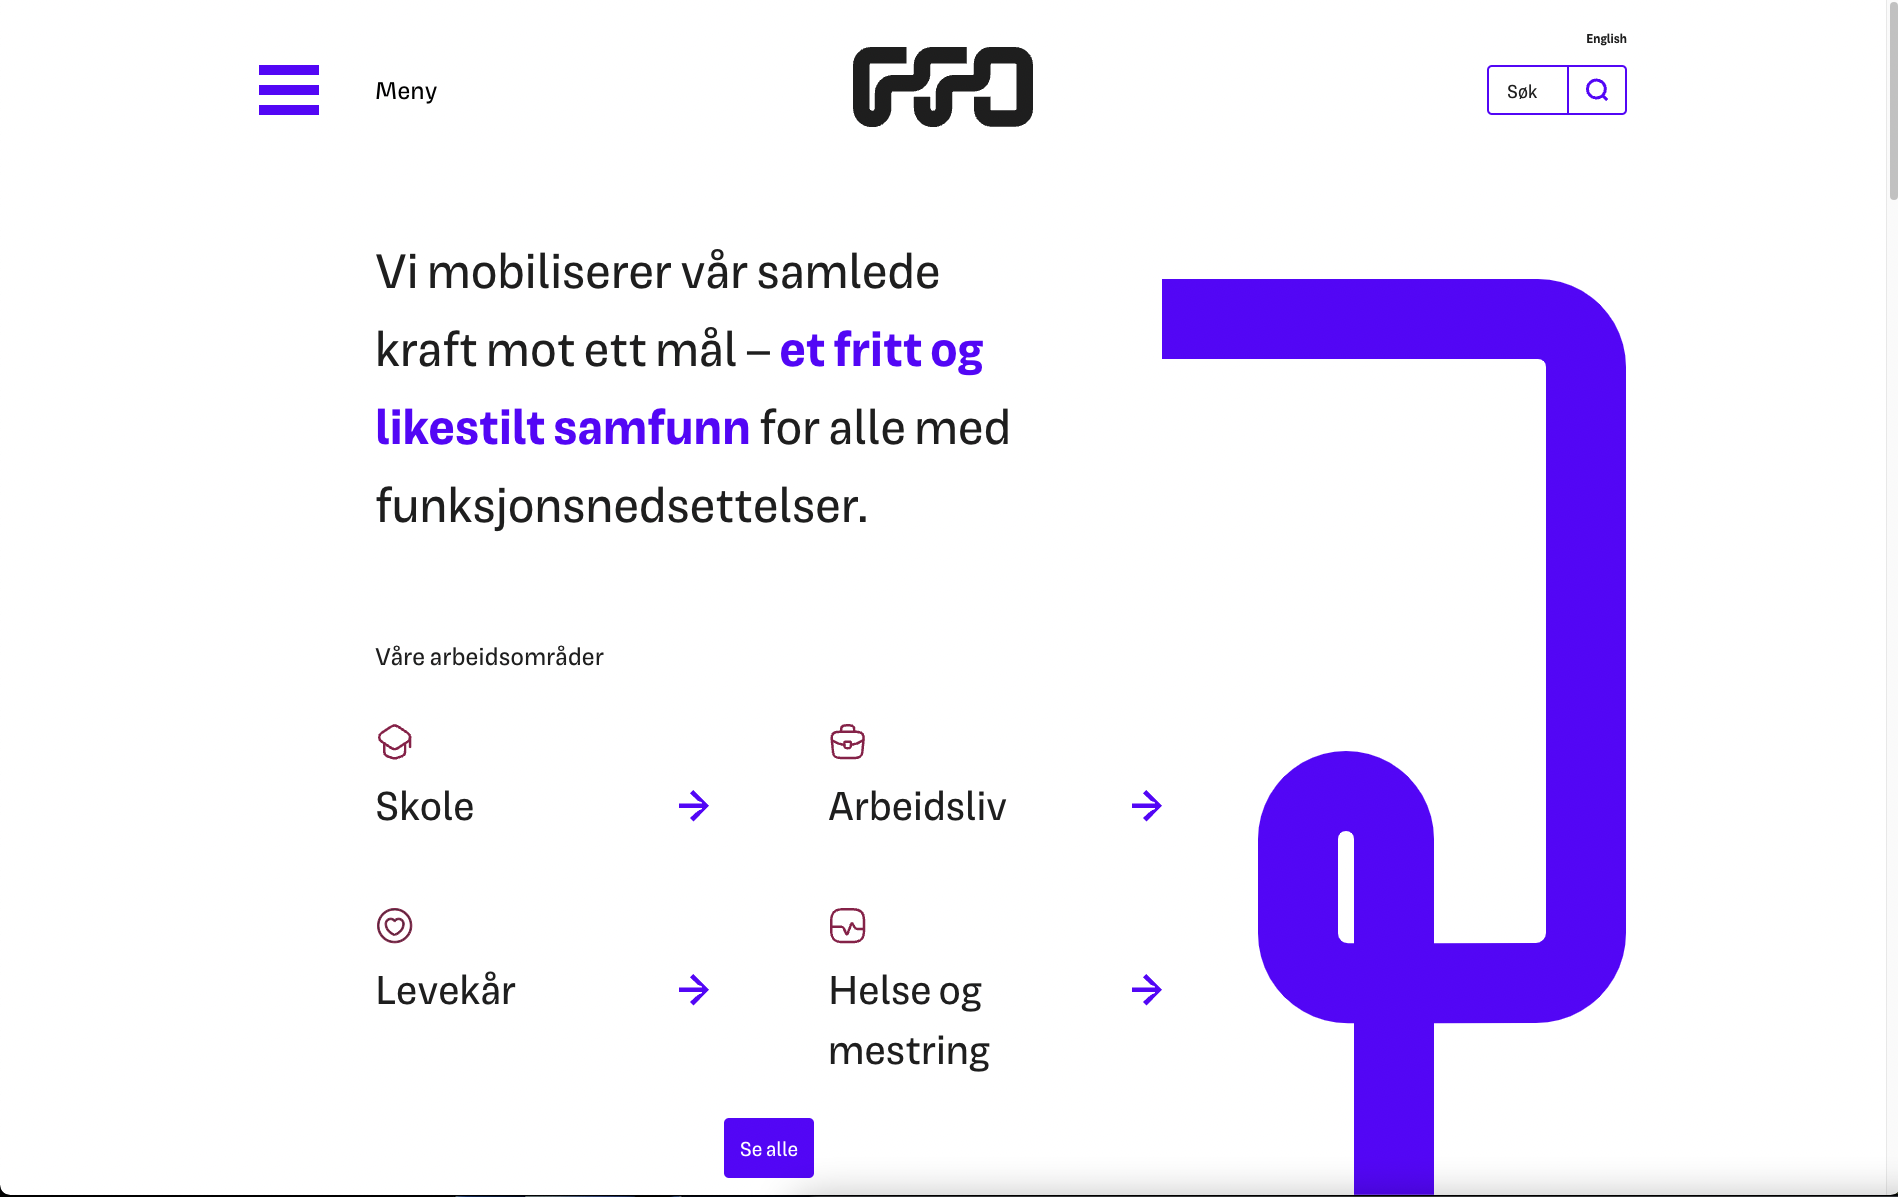 English
Meny
FFO
Søk
Vi mobiliserer vår samlede
kraft mot ett mål – et fritt og
likestilt samfunn for alle med
funksjonsnedsettelser.
Våre arbeidsområder
Skole
Arbeidsliv
Levekår
Helse og
mestring
Se alle